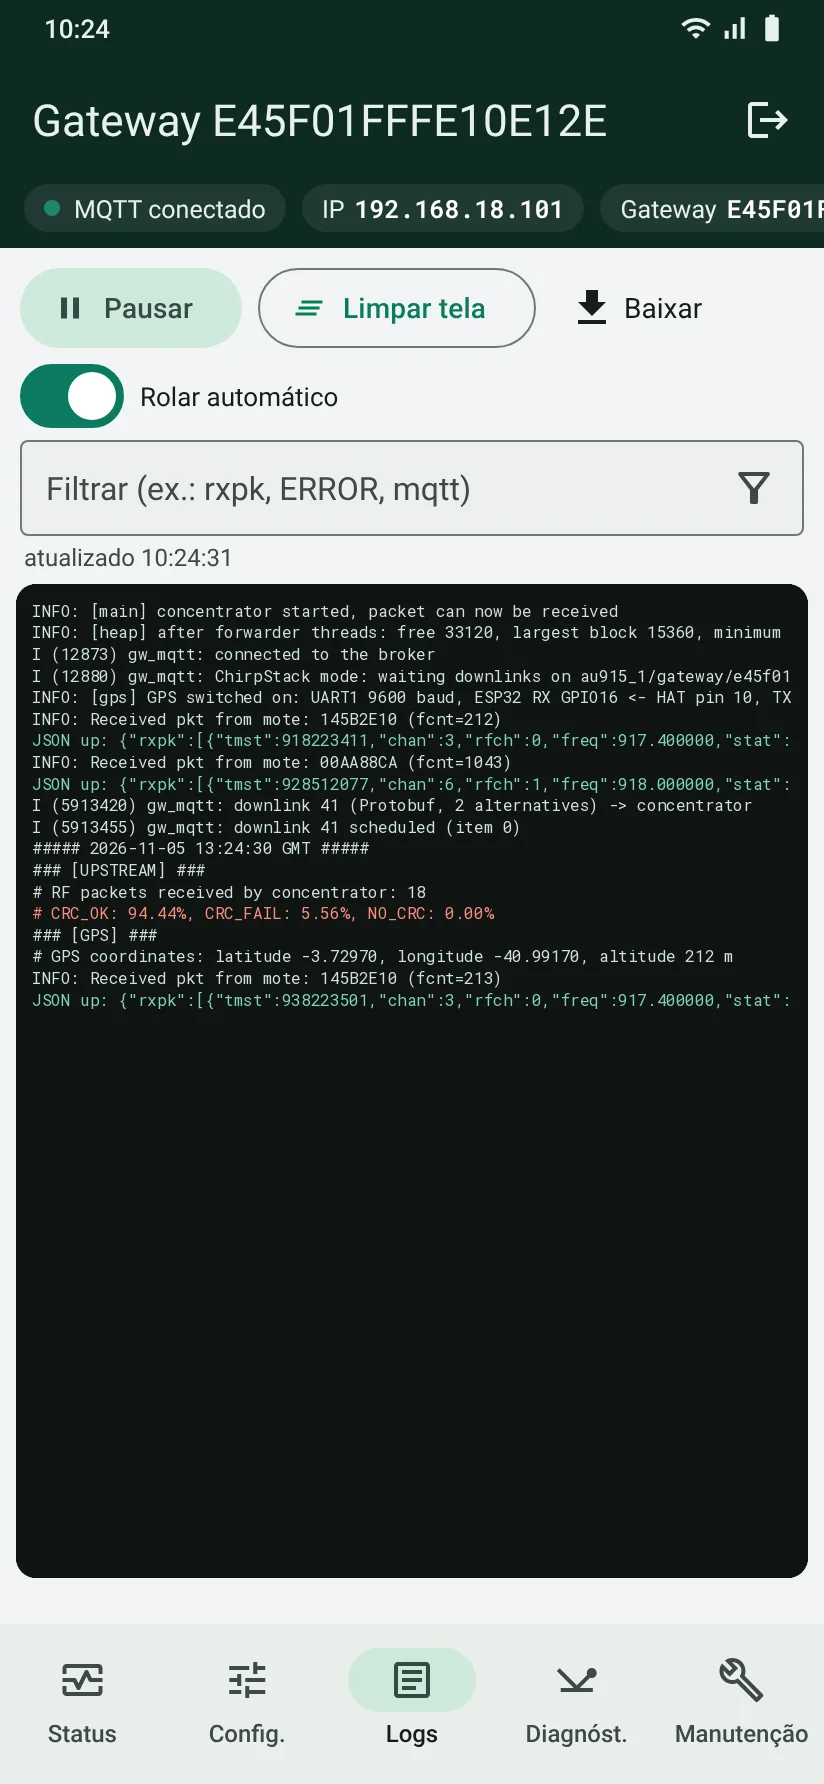 10:24
Gateway E45F01FFFE10E12E
MQTT conectado
IP 192.168.18.101
Gateway E45F01F
Pausar
Limpar tela
Baixar
Rolar automático
Filtrar (ex.: rxpk, ERROR, mqtt)
atualizado 10:24:31
INFO: [main] concentrator started, packet can now be received
INFO: [heap] after forwarder threads: free 33120, largest block 15360, minimum
I (12873) gw_mqtt: connected to the broker
I (12880) gw_mqtt: ChirpStack mode: waiting downlinks on au915_1/gateway/e45f01
INFO: [gps] GPS switched on: UART1 9600 baud, ESP32 RX GPIO16 <- HAT pin 10, TX
INFO: Received pkt from mote: 145B2E10 (fcnt=212)
JSON up: {"rxpk":[{"tmst":918223411,"chan":3,"rfch":0,"freq":917.400000,"stat":
INFO: Received pkt from mote: 00AA88CA (fcnt=1043)
JSON up: {"rxpk":[{"tmst":928512077,"chan":6,"rfch":1,"freq":918.000000,"stat":
I (5913420) gw_mqtt: downlink 41 (Protobuf, 2 alternatives) -> concentrator
I (5913455) gw_mqtt: downlink 41 scheduled (item 0)
##### 2026-11-05 13:24:30 GMT #####
### [UPSTREAM] ###
# RF packets received by concentrator: 18
# CRC_OK: 94.44%, CRC_FAIL: 5.56%, NO_CRC: 0.00%
### [GPS] ###
# GPS coordinates: latitude -3.72970, longitude -40.99170, altitude 212 m
INFO: Received pkt from mote: 145B2E10 (fcnt=213)
JSON up: {"rxpk":[{"tmst":938223501,"chan":3,"rfch":0,"freq":917.400000,"stat":
Status
Config.
Logs
Diagnóst.
Manutenção